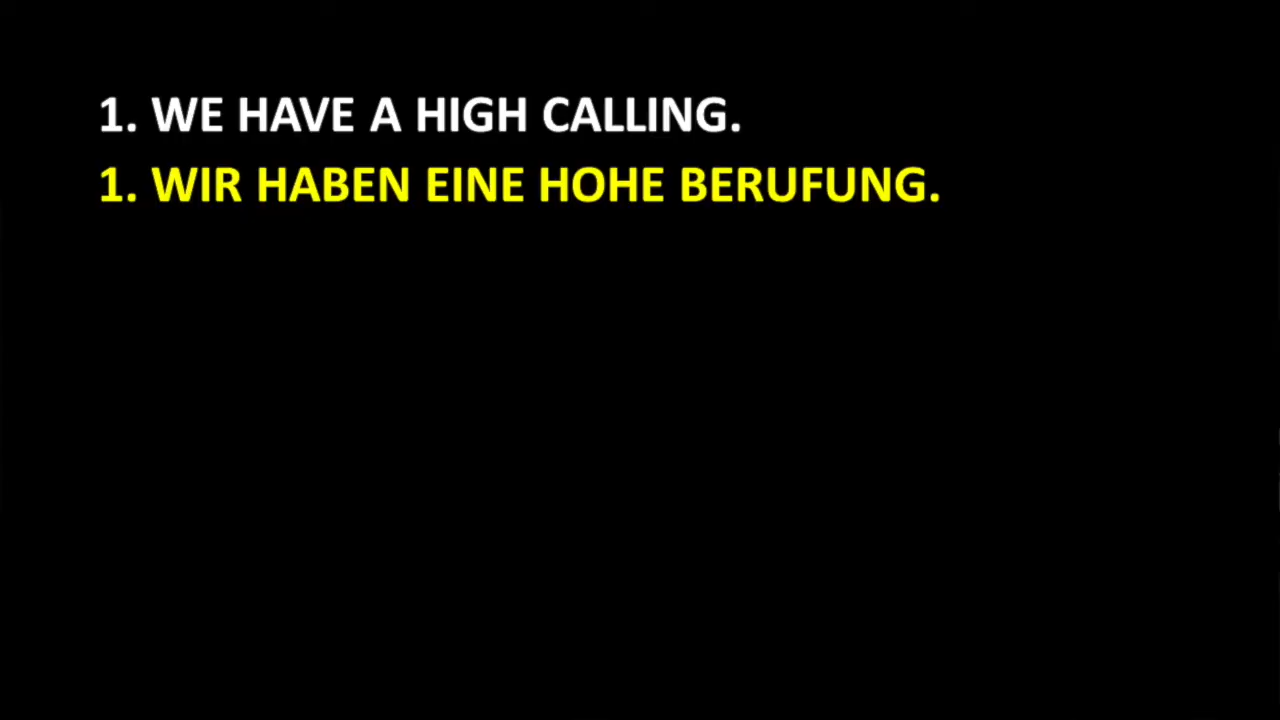 1. WE HAVE A HIGH CALLING.
1. WIR HABEN EINE HOHE BERUFUNG.